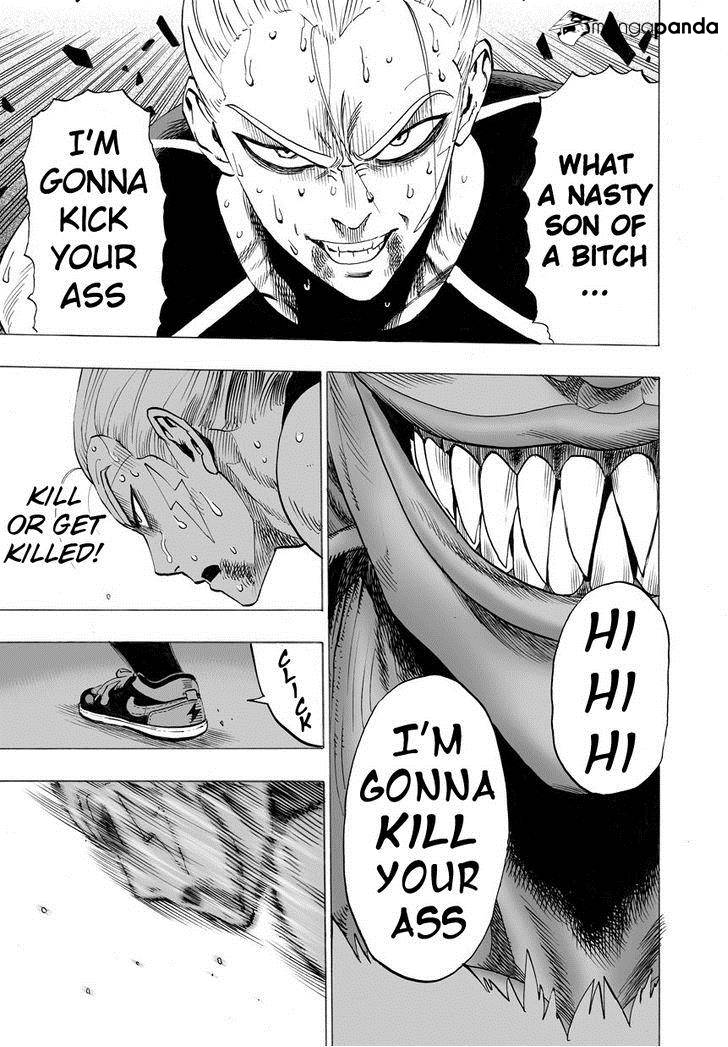 mangapanda
WHAT
A NASTY
SON OF
A BITCH
...
I'M
GONNA
KICK
YOUR
ASS
HI
HI
HI
I'M
GONNA
KILL
YOUR
ASS
KILL
OR GET
KILLED!
CLICK